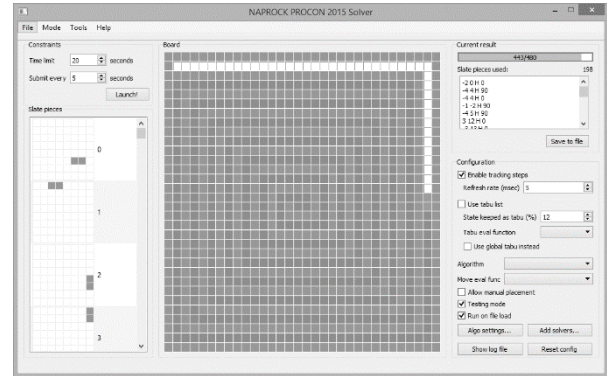 NAPROCK PROCON 2015 Solver
File Mode Tools Help
Constraints
Time limit 20 seconds
Submit every 5 seconds
Launch!
Slate pieces
0
1
2
3
Board
Current result
443/480
Slate pieces used: 198
-2 0 H 0
-4 4 H 90
-4 4 H 0
-1 -2 H 90
-4 5 H 90
3 12 H 0
Save to file
Configuration
Enable tracking steps
Refresh rate (msec) 5
Use tabu list
State keeped as tabu (%) 12
Tabu eval function
Use global tabu instead
Algorithm
Move eval func
Allow manual placement
Testing mode
Run on file load
Algo settings... Add solvers...
Show log file Reset config